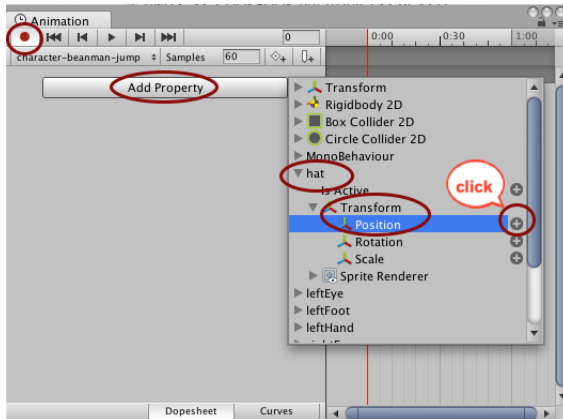 Animation
0
0:00
0:30
1:00
character-beanman-jump
Samples
60
Add Property
Transform
Rigidbody 2D
Box Collider 2D
Circle Collider 2D
MonoBehaviour
hat
Is Active
click
Transform
Position
Rotation
Scale
Sprite Renderer
leftEye
leftFoot
leftHand
Dopesheet
Curves